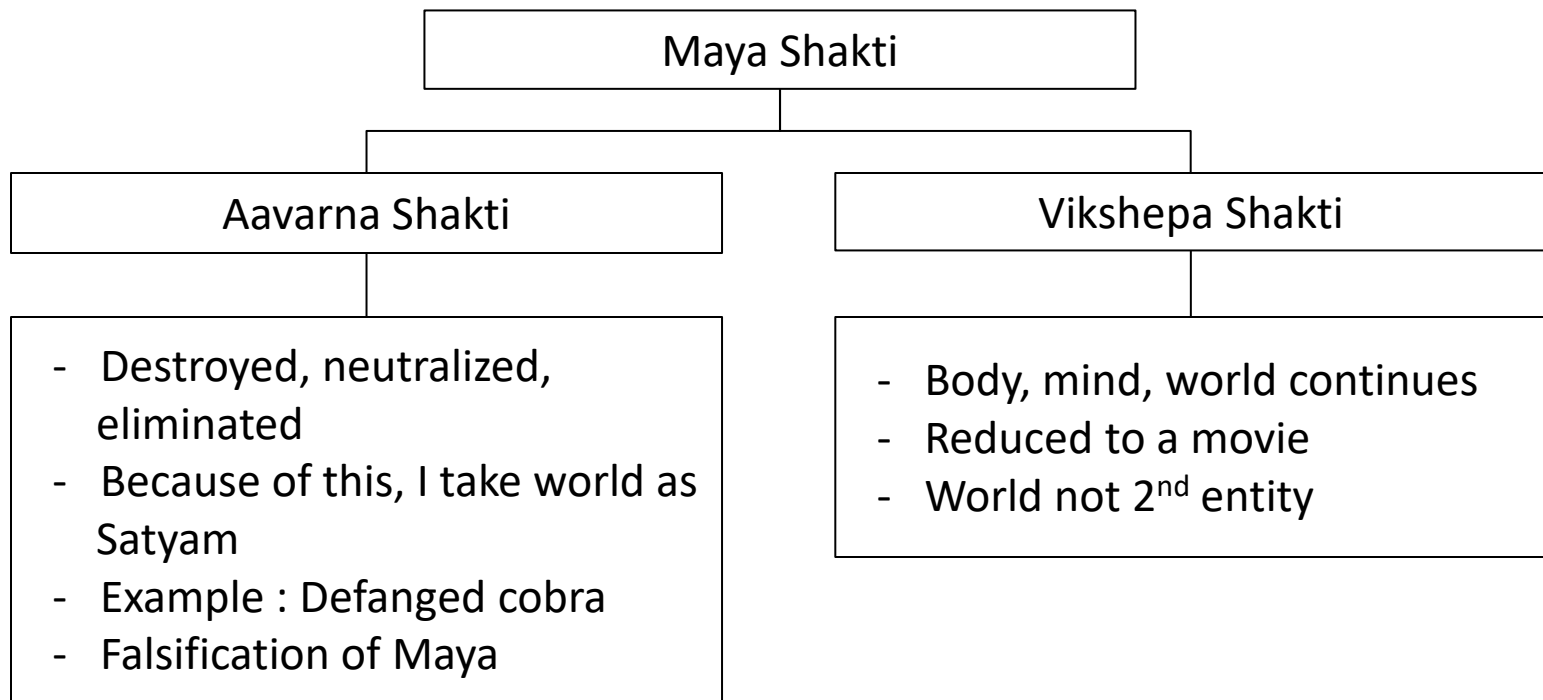 Maya Shakti
Aavarna Shakti
Vikshepa Shakti
- Destroyed, neutralized,
eliminated
- Because of this, I take world as
Satyam
- Example : Defanged cobra
- Falsification of Maya
- Body, mind, world continues
- Reduced to a movie
- World not 2nd entity